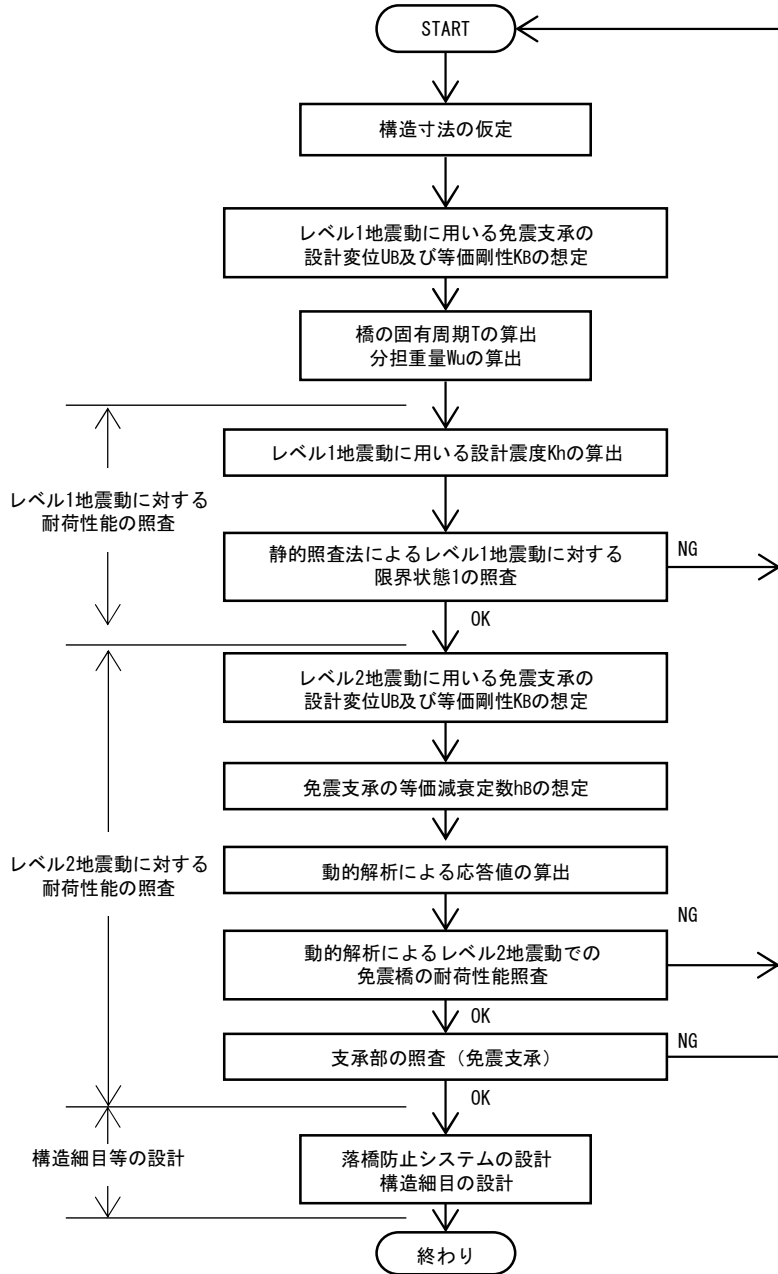 START
構造寸法の仮定
レベル1地震動に用いる免震支承の
設計変位UB及び等価剛性KBの想定
橋の固有周期Tの算出
分担重量Wuの算出
レベル1地震動に用いる設計震度Khの算出
レベル1地震動に対する
耐荷性能の照査
静的照査法によるレベル1地震動に対する
限界状態1の照査
NG
OK
レベル2地震動に用いる免震支承の
設計変位UB及び等価剛性KBの想定
免震支承の等価減衰定数hBの想定
レベル2地震動に対する
耐荷性能の照査
動的解析による応答値の算出
NG
動的解析によるレベル2地震動での
免震橋の耐荷性能照査
OK
NG
支承部の照査（免震支承）
OK
構造細目等の設計
落橋防止システムの設計
構造細目の設計
終わり